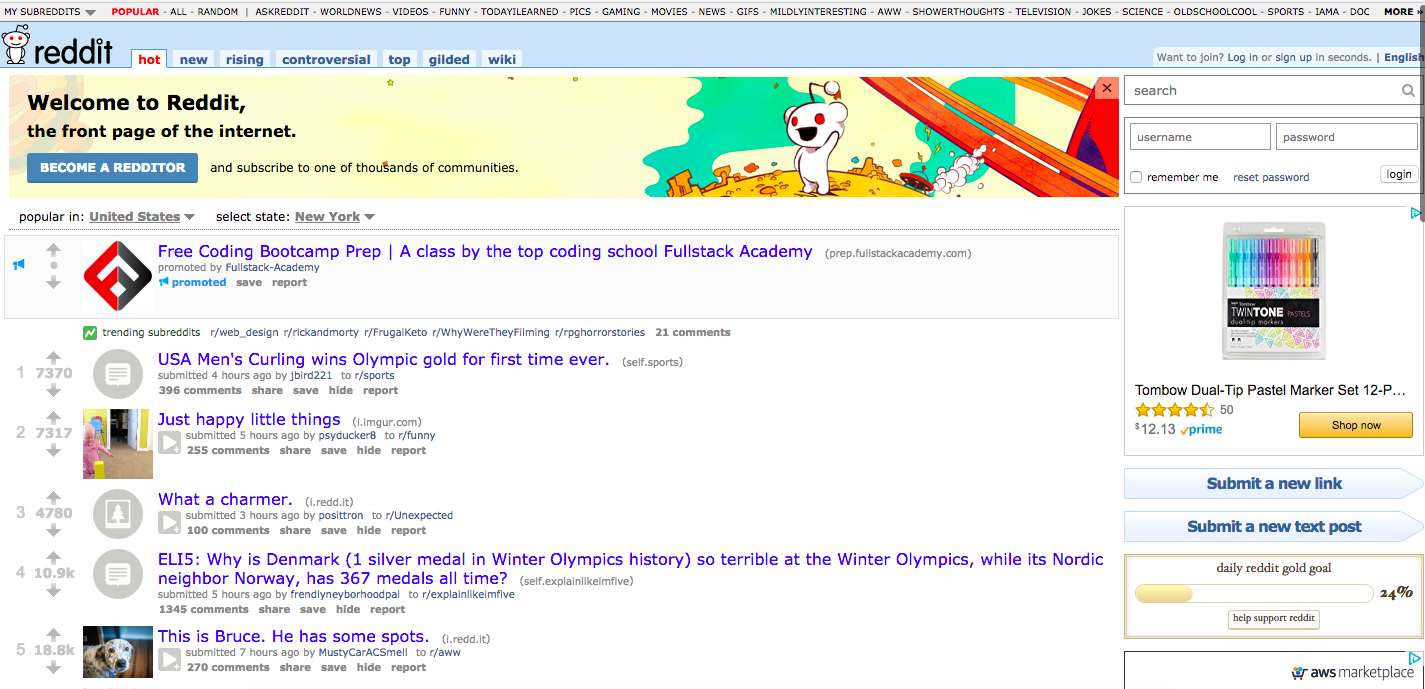 MY SUBREDDITS POPULAR - ALL - RANDOM | ASKREDDIT - WORLDNEWS - VIDEOS - FUNNY - TODAYILEARNED - PICS - GAMING - MOVIES - NEWS - GIFS - MILDLYINTERESTING - AWW - SHOWERTHOUGHTS - TELEVISION - JOKES - SCIENCE - OLDSCHOOLCOOL - SPORTS - IAMA - DOC MORE »
reddit hot new rising controversial top gilded wiki
Want to join? Log in or sign up in seconds. | English
Welcome to Reddit,
the front page of the internet.
BECOME A REDDITOR and subscribe to one of thousands of communities.
popular in: United States select state: New York
Free Coding Bootcamp Prep | A class by the top coding school Fullstack Academy (prep.fullstackacademy.com)
promoted by Fullstack-Academy
promoted save report
trending subreddits r/web_design r/rickandmorty r/FrugalKeto r/WhyWereTheyFilming r/rpghorrorstories 21 comments
1 7370
USA Men's Curling wins Olympic gold for first time ever. (self.sports)
submitted 4 hours ago by jbird221 to r/sports
396 comments share save hide report
2 7317
Just happy little things (i.imgur.com)
submitted 5 hours ago by psyducker8 to r/funny
255 comments share save hide report
3 4780
What a charmer. (i.redd.it)
submitted 3 hours ago by posittron to r/Unexpected
100 comments share save hide report
4 10.9k
ELI5: Why is Denmark (1 silver medal in Winter Olympics history) so terrible at the Winter Olympics, while its Nordic
neighbor Norway, has 367 medals all time? (self.explainlikeimfive)
submitted 5 hours ago by frendlyneyborhoodpal to r/explainlikeimfive
1345 comments share save hide report
5 18.8k
This is Bruce. He has some spots. (i.redd.it)
submitted 7 hours ago by MustyCarACSmell to r/aww
270 comments share save hide report
search
username password
remember me reset password login
Tombow
TWINTONE PASTELS
dual-tip markers
Tombow Dual-Tip Pastel Marker Set 12-P...
50
$12.13 prime
Shop now
Submit a new link
Submit a new text post
daily reddit gold goal
24%
help support reddit
aws marketplace